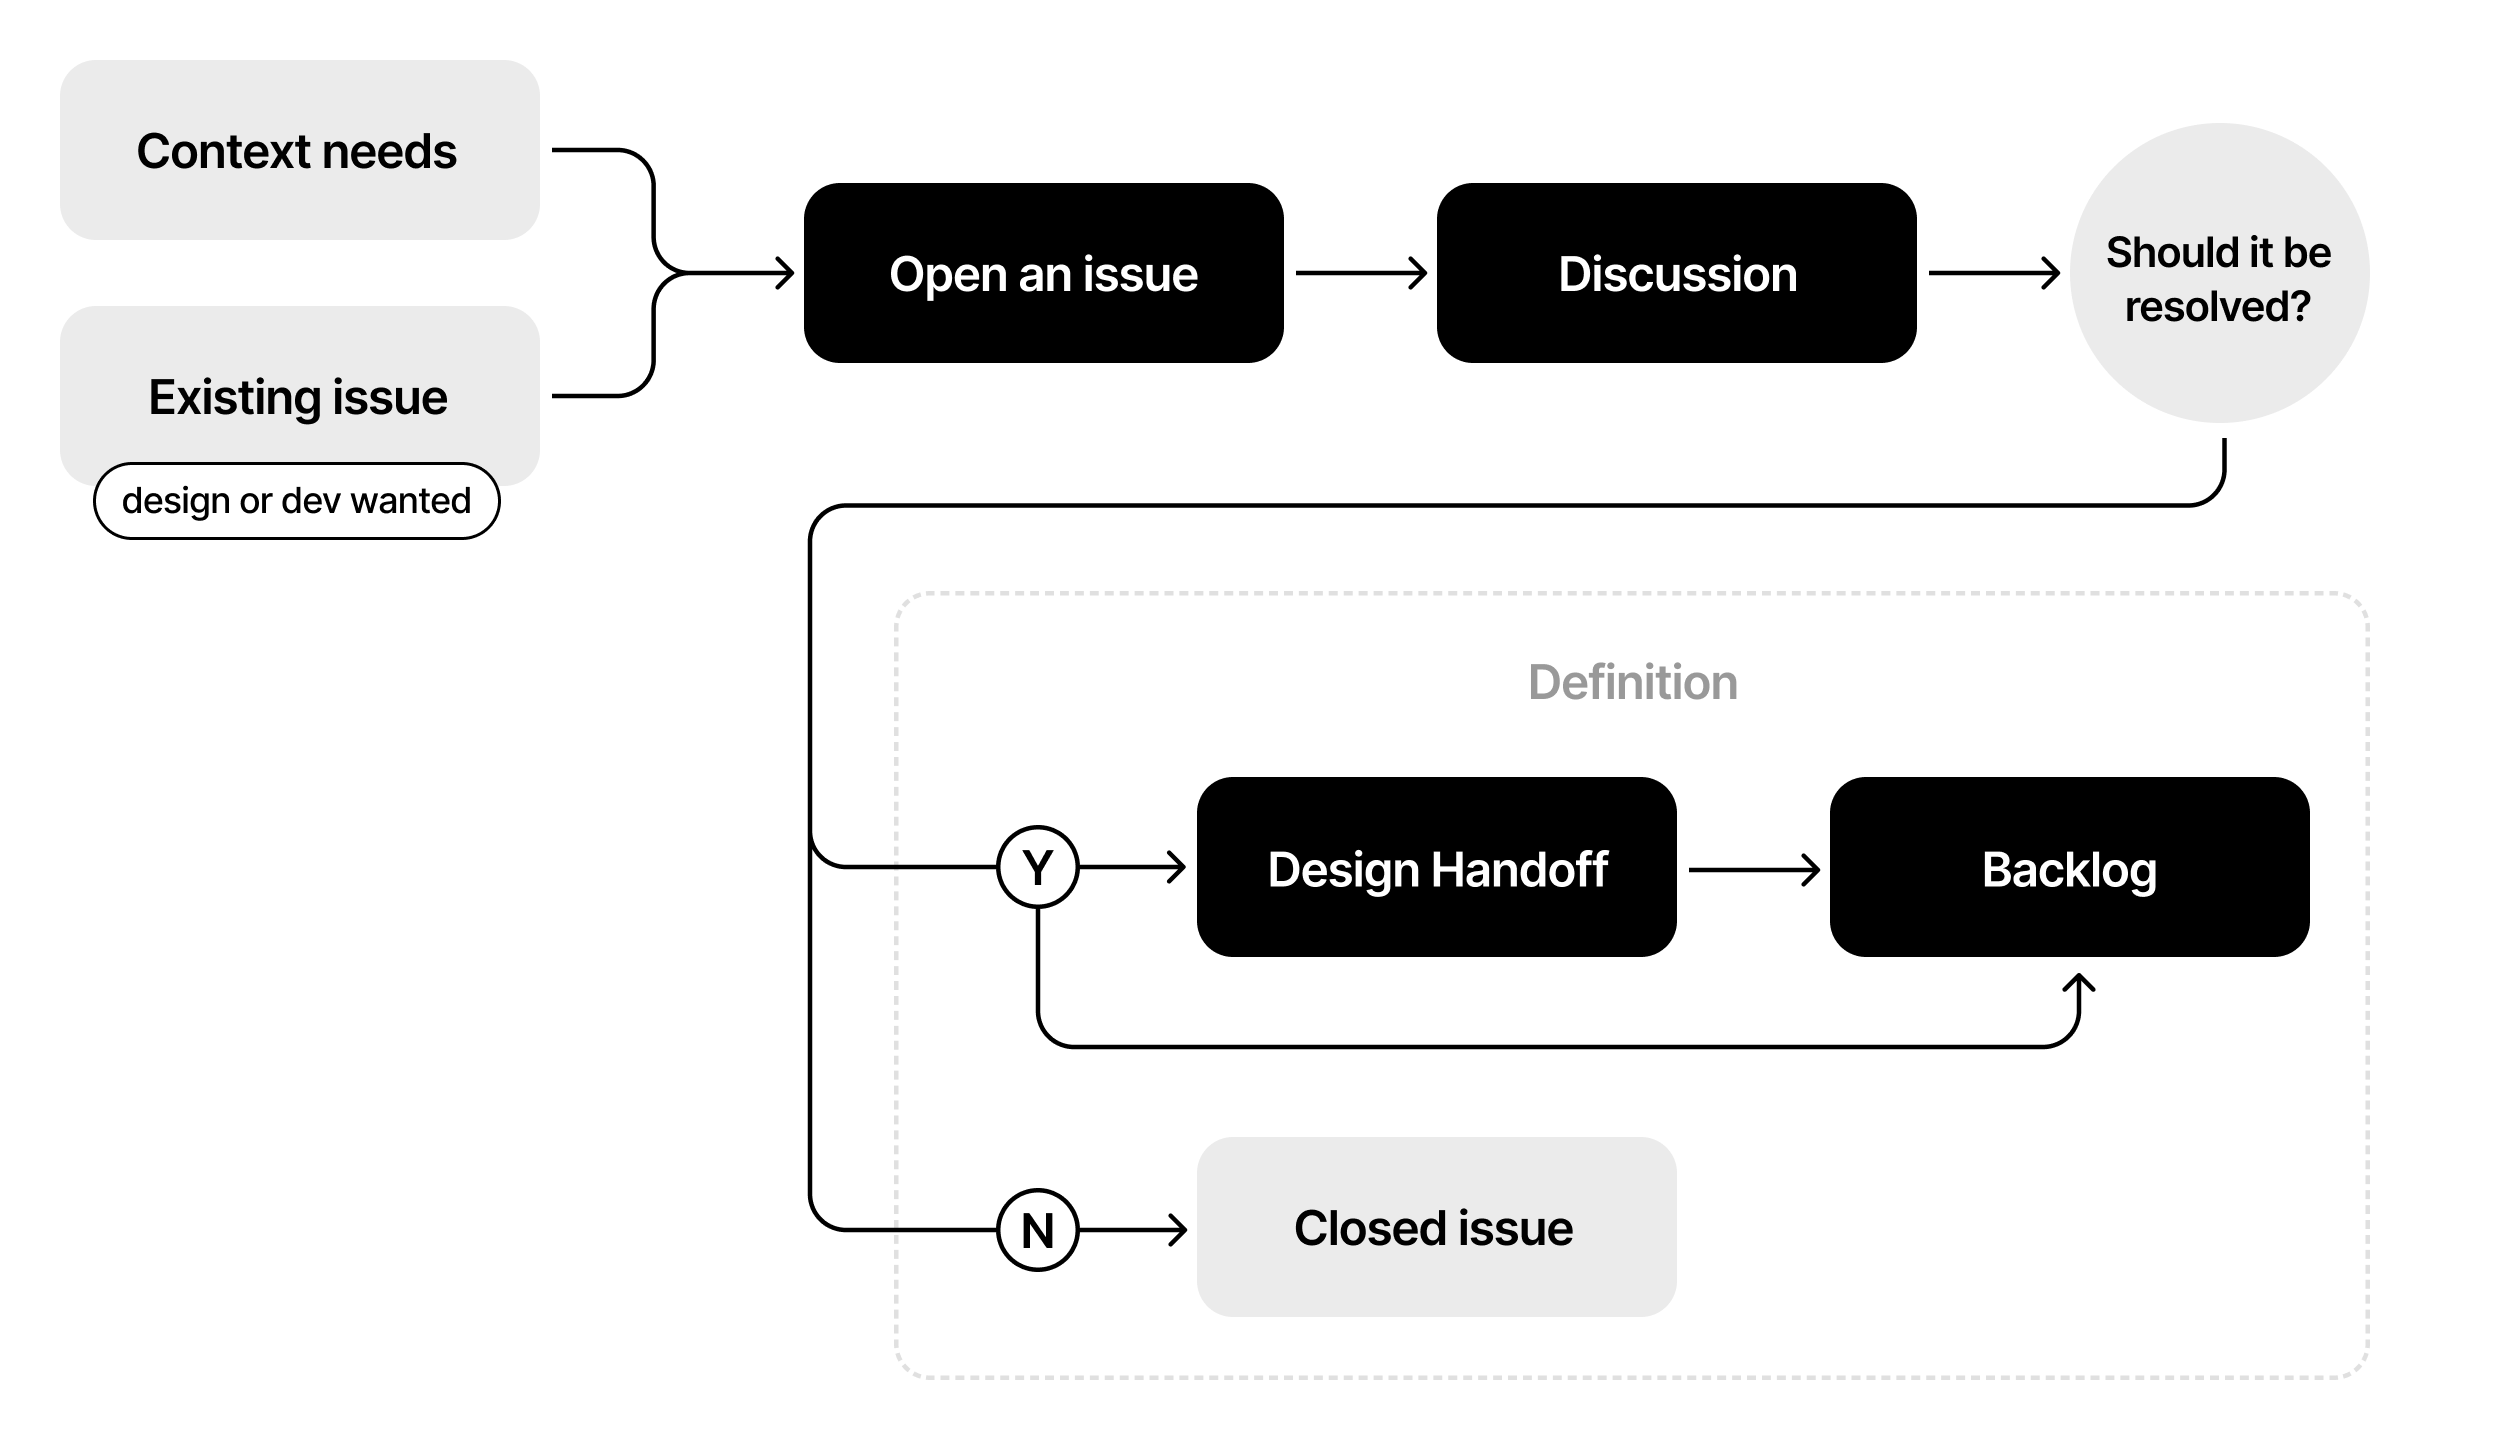 Context needs
Existing issue
design or dev wanted
Open an issue
Discussion
Should it be
resolved?
Definition
Y
Design Handoff
Backlog
N
Closed issue